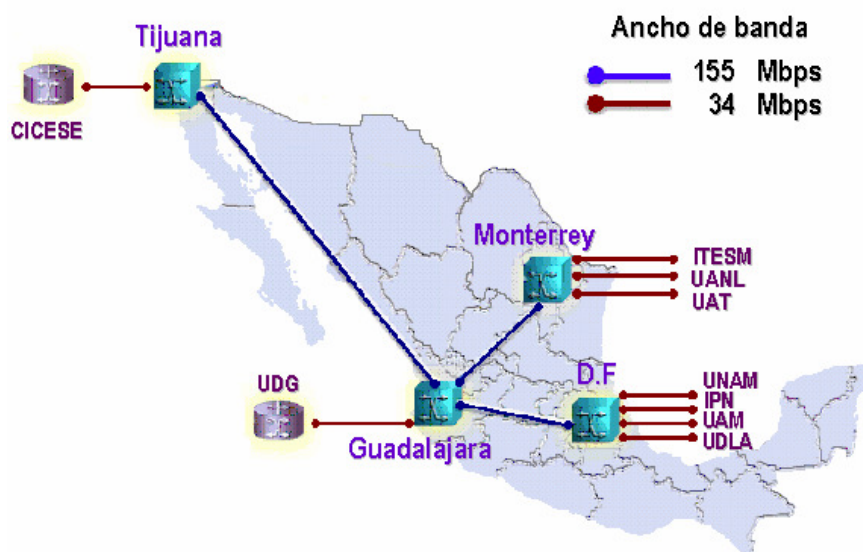 Tijuana
Ancho de banda
155 Mbps
34 Mbps
CICESE
Monterrey
ITESM
UANL
UAT
UDG
D.F
UNAM
IPN
UAM
UDLA
Guadalajara